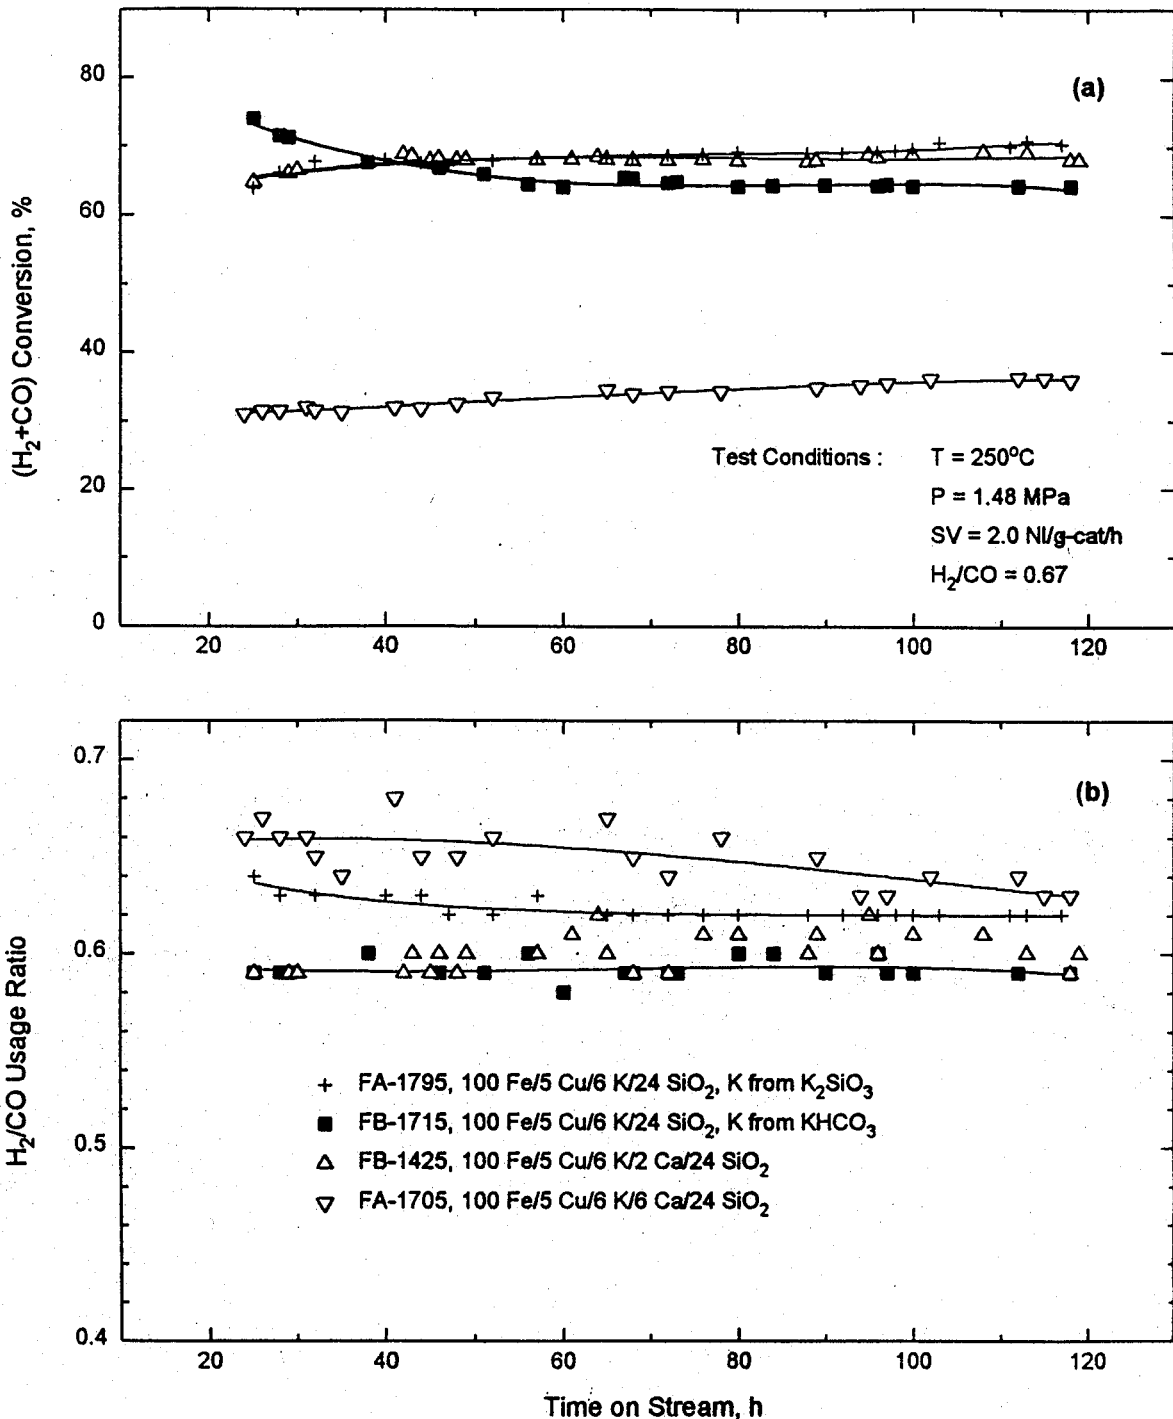 (a)
80
60
40
20
0
(H₂+CO) Conversion, %
Test Conditions : T = 250°C
P = 1.48 MPa
SV = 2.0 Nl/g-cat/h
H₂/CO = 0.67
20 40 60 80 100 120
(b)
0.7
0.6
0.5
0.4
H₂/CO Usage Ratio
FA-1795, 100 Fe/5 Cu/6 K/24 SiO₂, K from K₂SiO₃
FB-1715, 100 Fe/5 Cu/6 K/24 SiO₂, K from KHCO₃
FB-1425, 100 Fe/5 Cu/6 K/2 Ca/24 SiO₂
FA-1705, 100 Fe/5 Cu/6 K/6 Ca/24 SiO₂
20 40 60 80 100 120
Time on Stream, h